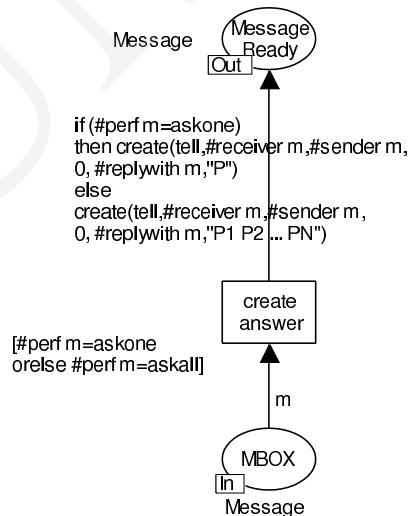 Message
Message
Ready
Out
if (#perf m=askone)
then create(tell,#receiver m,#sender m,
0, #replywith m,"P")
else
create(tell,#receiver m,#sender m,
0, #replywith m,"P1 P2 ... PN")
create
answer
[#perf m=askone
orelse #perf m=askall]
m
MBOX
In
Message